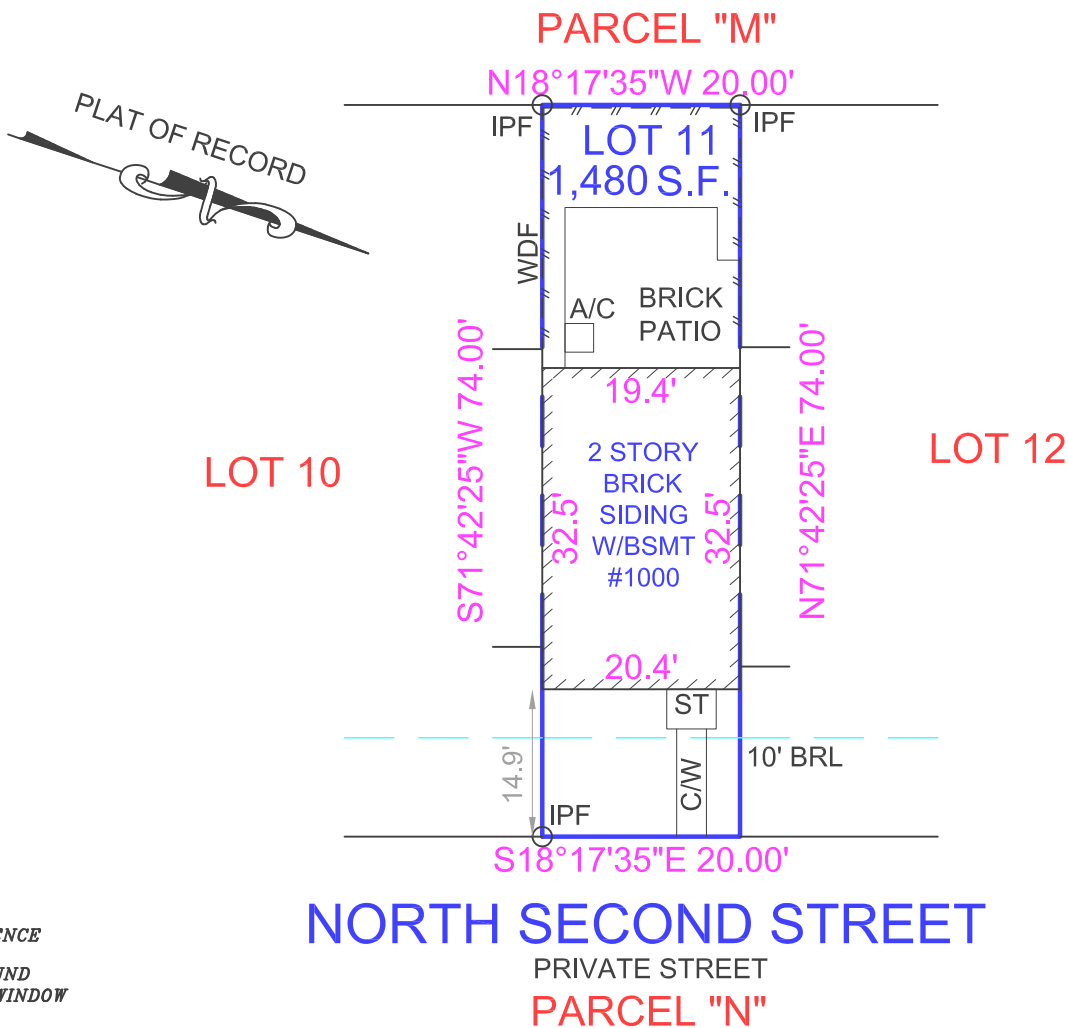 PARCEL "M"
N18°17'35"W 20.00'
PLAT OF RECORD
IPF
IPF
LOT 11
1,480 S.F.
WDF
A/C
BRICK
PATIO
S71°42'25"W 74.00'
N71°42'25"E 74.00'
19.4'
LOT 10
LOT 12
2 STORY
BRICK
SIDING
W/BSMT
#1000
32.5'
32.5'
20.4'
ST
14.9'
10' BRL
C/W
IPF
S18°17'35"E 20.00'
NORTH SECOND STREET
PRIVATE STREET
PARCEL "N"
WINDOW